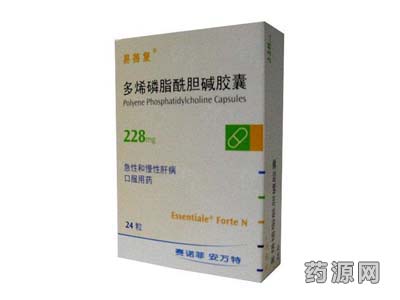 易善复
多烯磷脂酰胆碱胶囊
Polyene Phosphatidylcholine Capsules
228mg
急性和慢性肝病
口服用药
24 粒
Essentiale® Forte N
赛诺菲 安万特
药源网